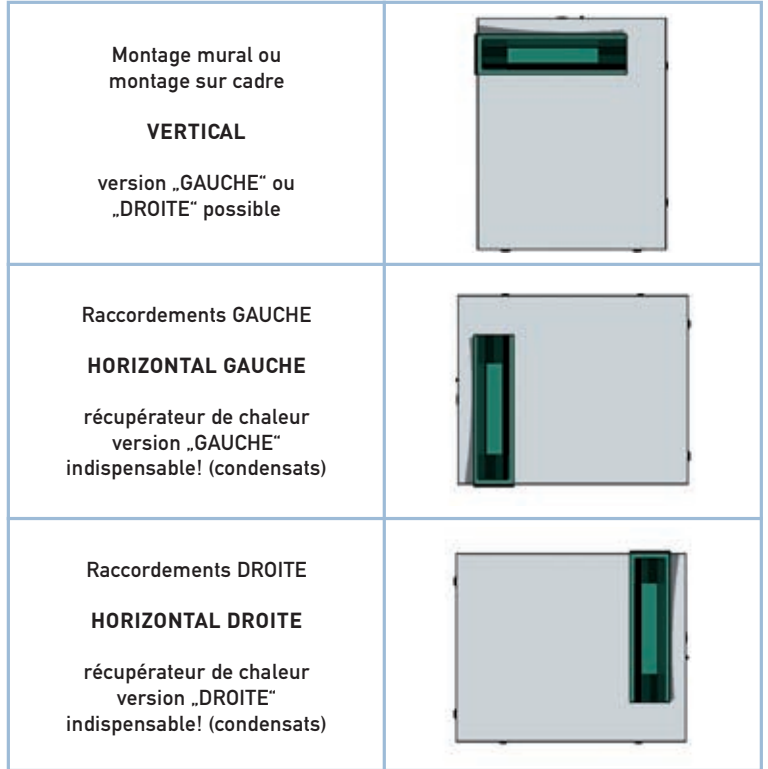 Montage mural ou
montage sur cadre
VERTICAL
version „GAUCHE“ ou
„DROITE“ possible
Raccordements GAUCHE
HORIZONTAL GAUCHE
récupérateur de chaleur
version „GAUCHE“
indispensable! (condensats)
Raccordements DROITE
HORIZONTAL DROITE
récupérateur de chaleur
version „DROITE“
indispensable! (condensats)